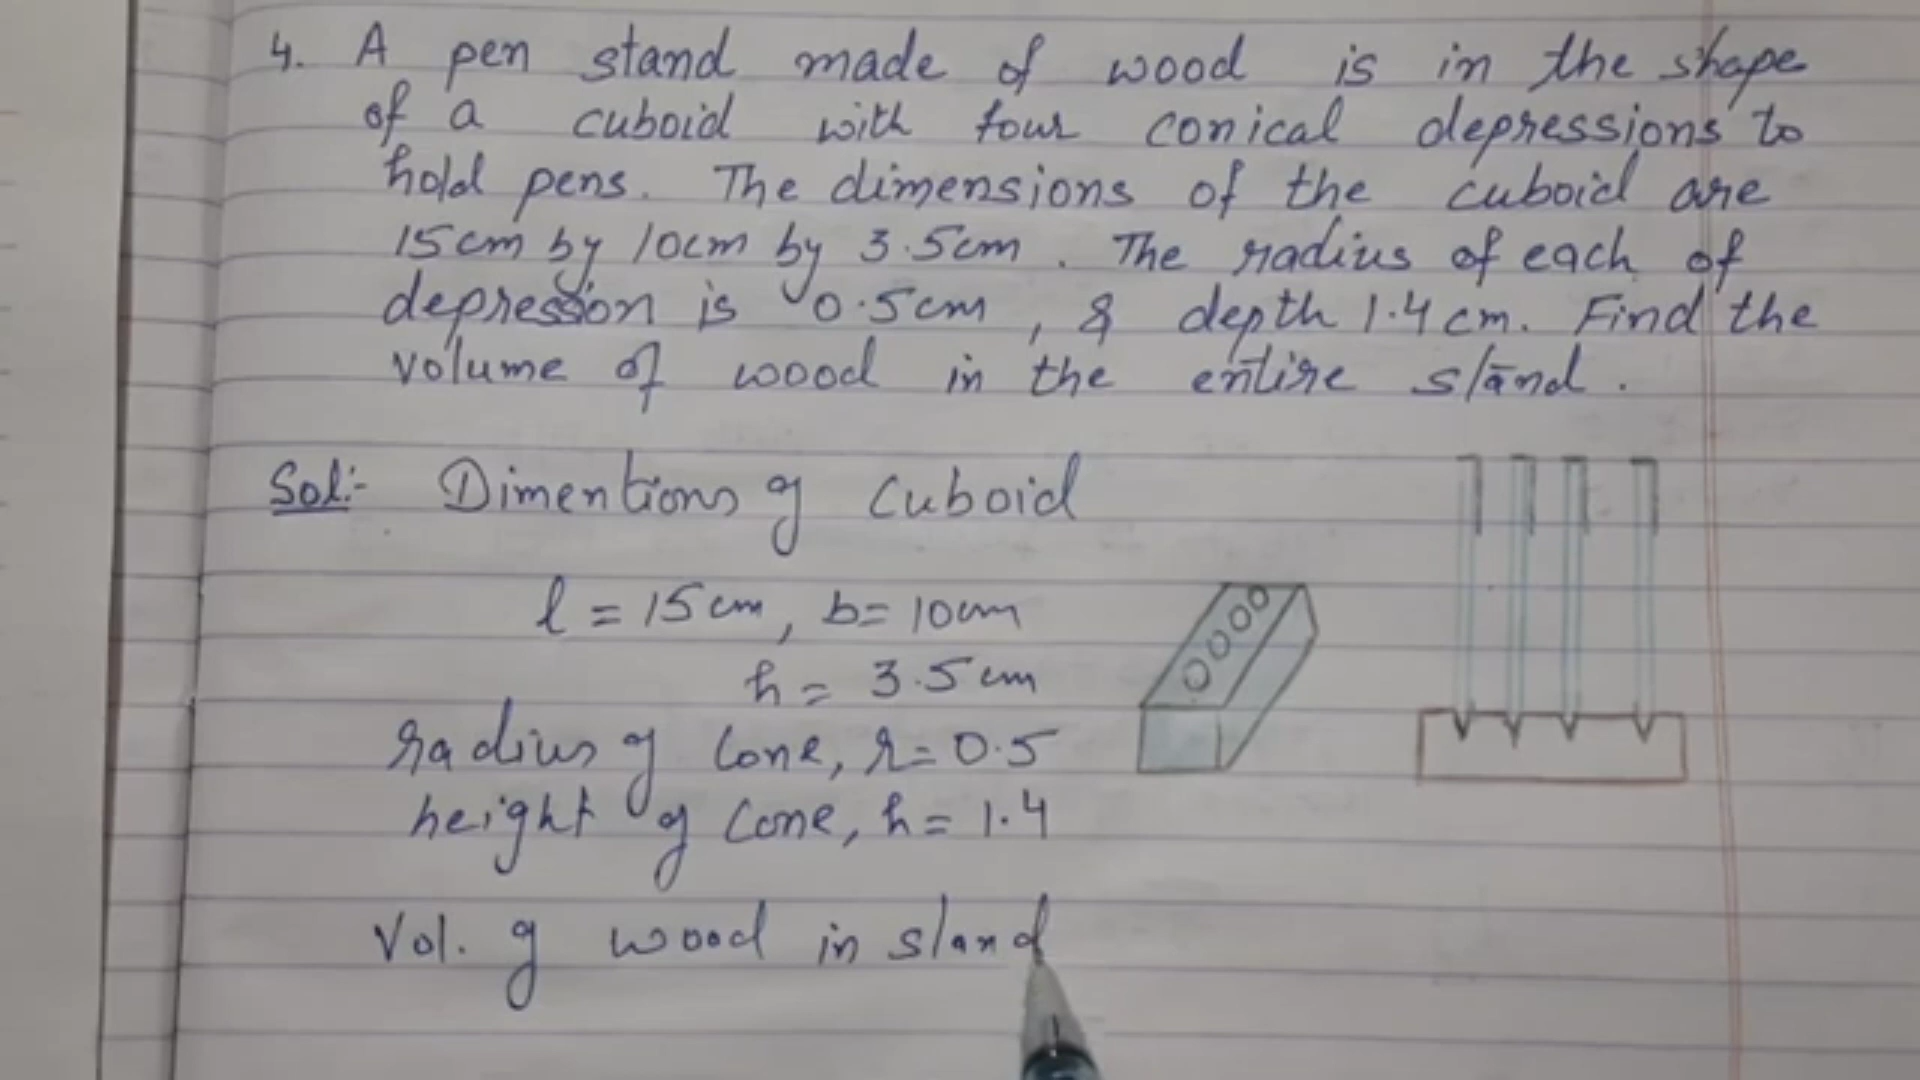 4. A pen stand made of wood is in the shape
of a cuboid with four conical depressions to
hold pens. The dimensions of the cuboid are
15cm by 10cm by 3.5cm. The radius of each of
depression is 0.5cm, & depth 1.4 cm. Find the
volume of wood in the entire stand.
Sol:- Dimentions of Cuboid
l = 15cm, b= 10cm
h = 3.5cm
radius of Cone, r= 0.5
height of Cone, h= 1.4
Vol. of wood in stand